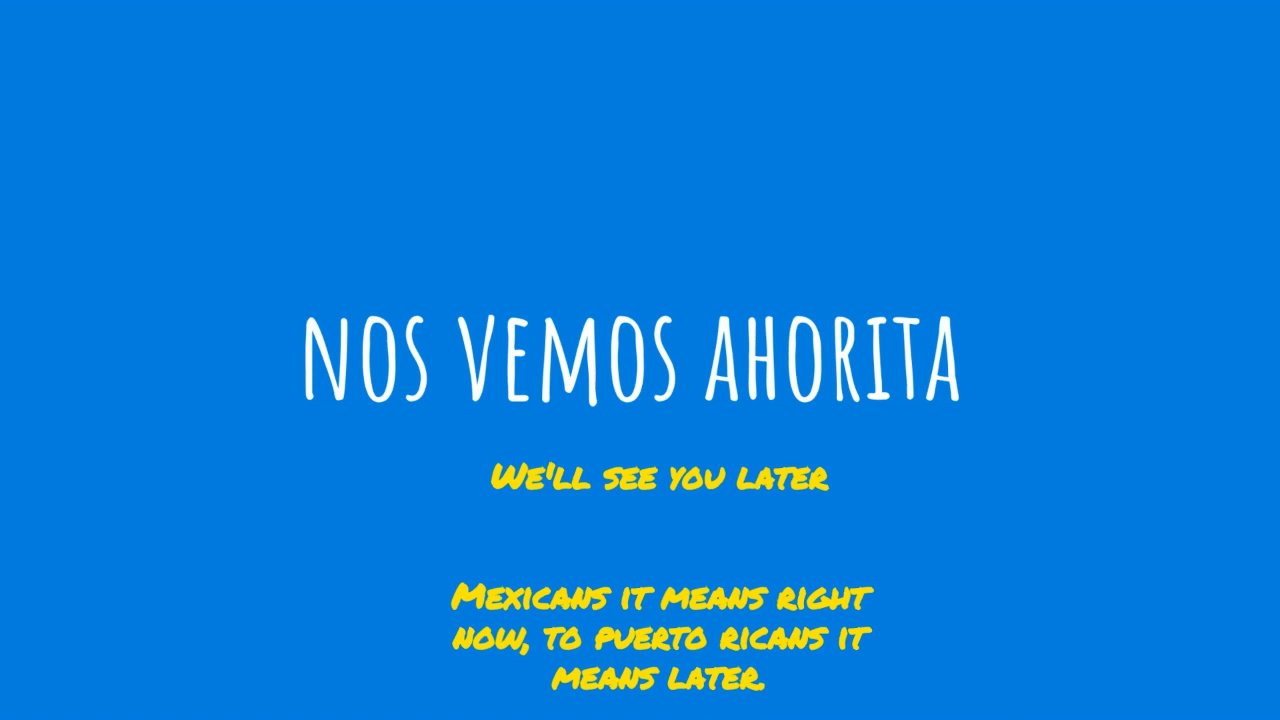 NOS VEMOS AHORITA
WE'LL SEE YOU LATER
MEXICANS IT MEANS RIGHT
NOW, TO PUERTO RICANS IT
MEANS LATER.